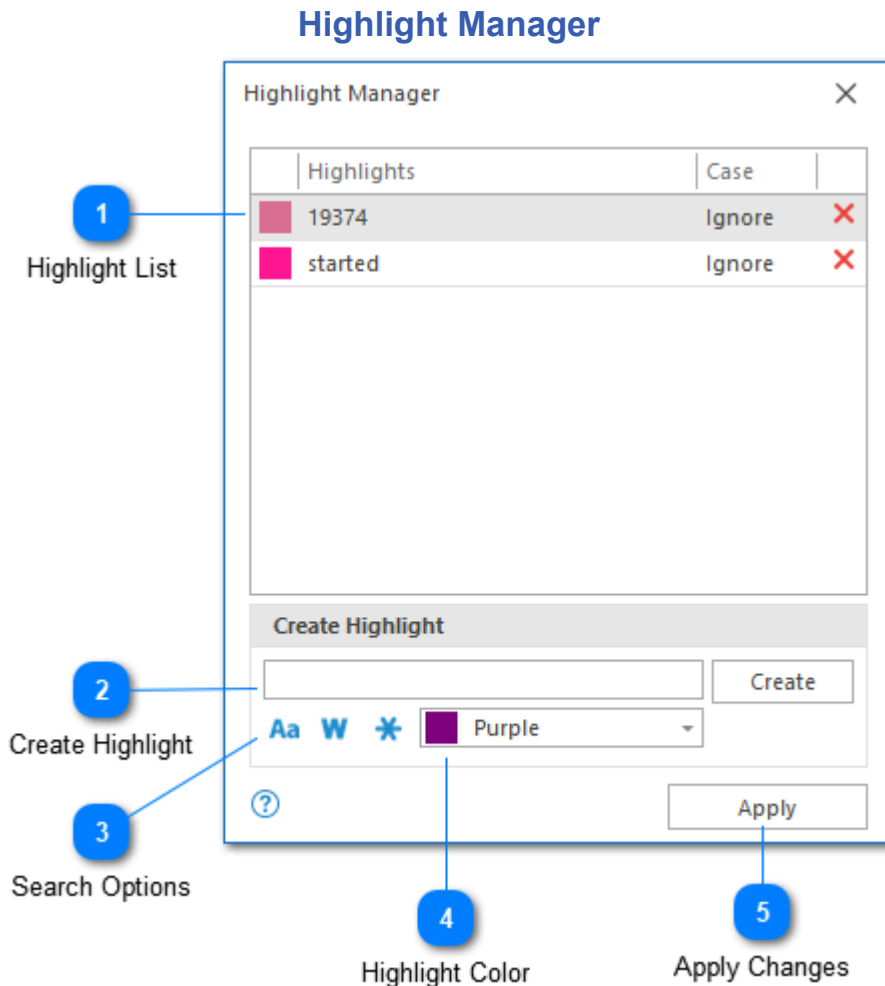 Highlight Manager
Highlight Manager
Highlights Case
1
19374 Ignore
Highlight List
started Ignore
Create Highlight
2
Create
Create Highlight
Aa W Purple
3
? Apply
Search Options
4
5
Highlight Color
Apply Changes